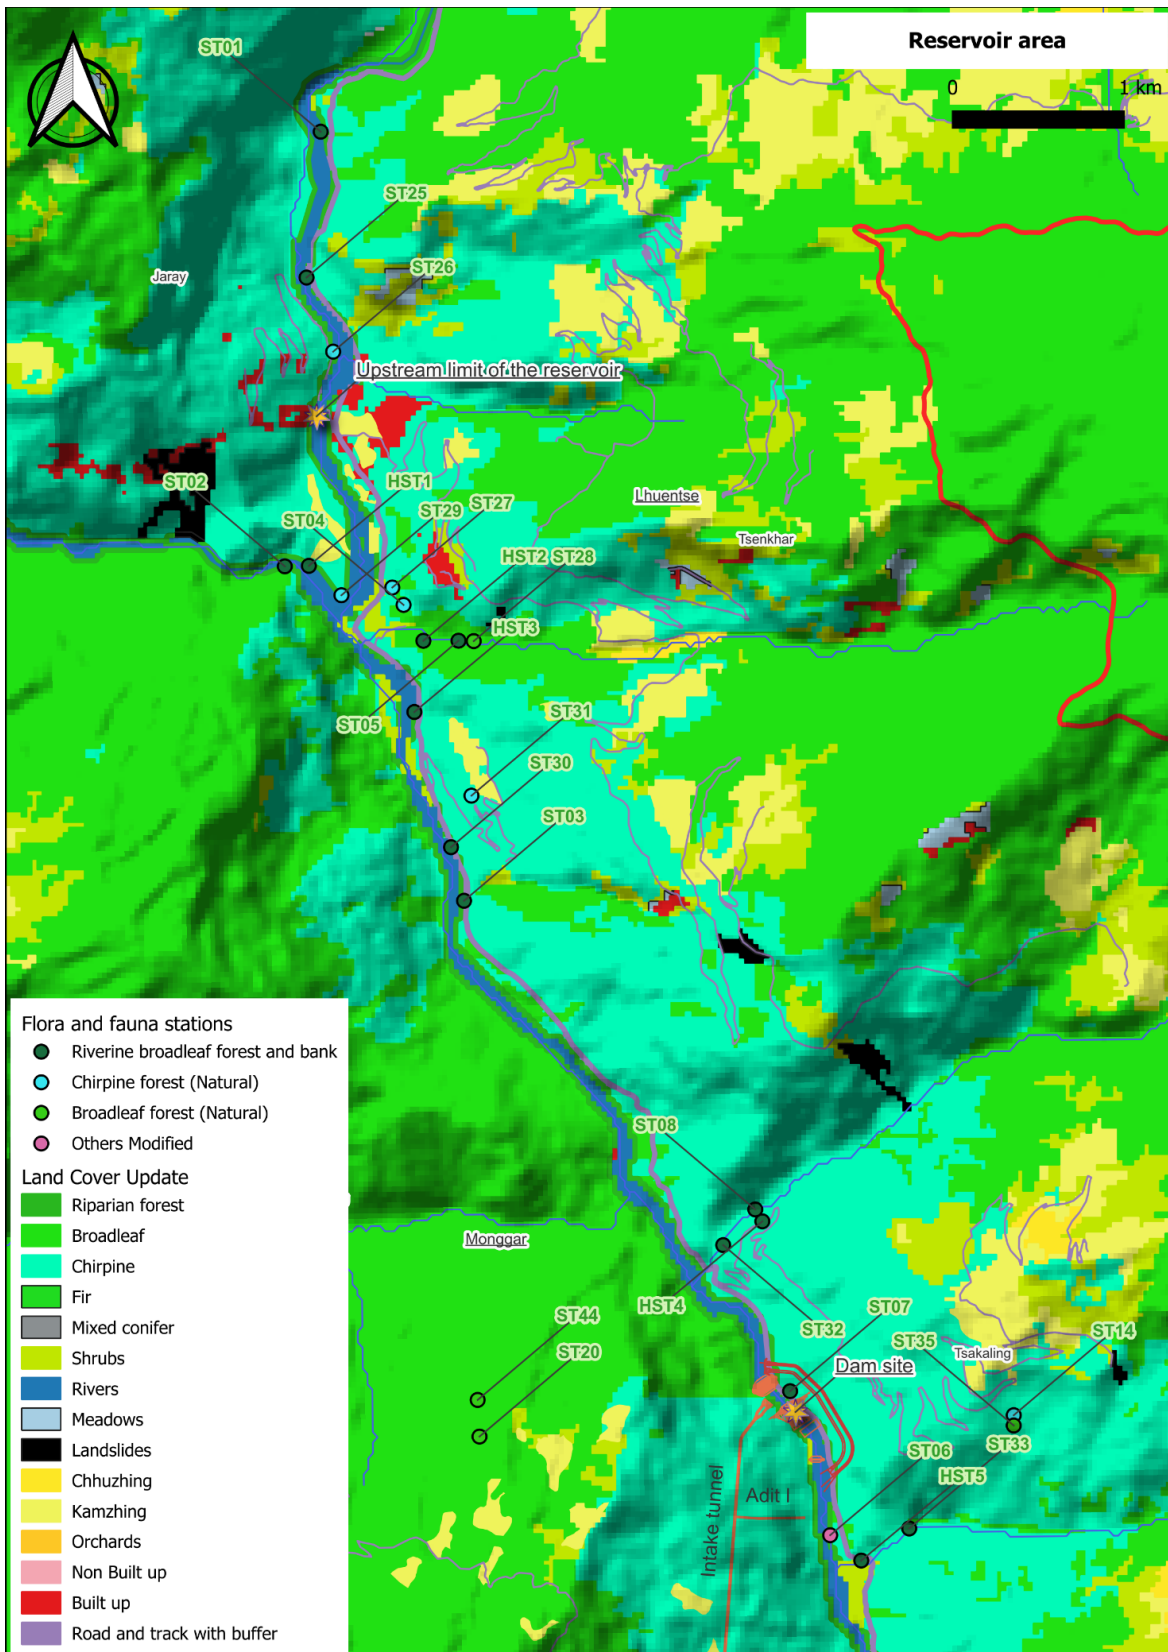 Reservoir area
0 1 km
ST01
ST25
ST26
Jaray
Upstream limit of the reservoir
ST02
HST1
ST04
ST29
ST27
Lhuentse
Tsenkhar
HST2 ST28
HST3
ST05
ST31
ST30
ST03
Flora and fauna stations
Riverine broadleaf forest and bank
Chirpine forest (Natural)
Broadleaf forest (Natural)
Others Modified
Land Cover Update
Riparian forest
Broadleaf
Chirpine
Fir
Mixed conifer
Shrubs
Rivers
Meadows
Landslides
Chhuzhing
Kamzhing
Orchards
Non Built up
Built up
Road and track with buffer
ST08
Monggar
HST4
ST32
ST07
ST44
ST20
ST35
Tsakaling
ST14
Dam site
ST06
ST33
HST5
Intake tunnel
Adit I